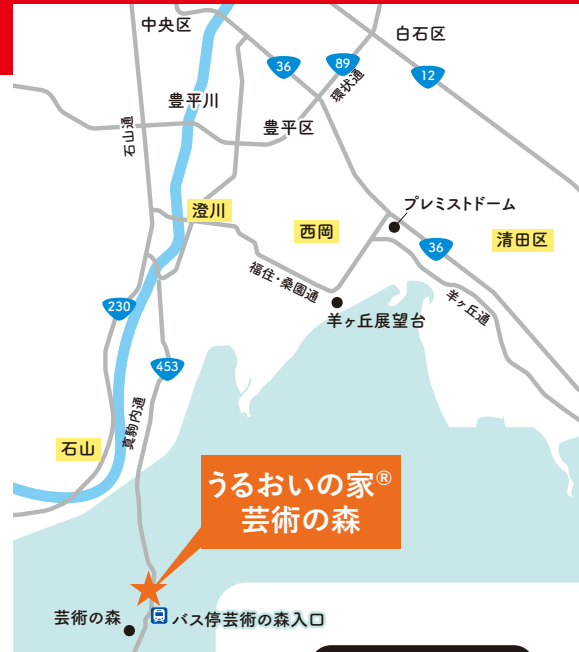 中央区
白石区
36
89
12
環状通
豊平川
豊平区
石山通
澄川
プレミストドーム
西岡
清田区
36
福住・桑園通
羊ヶ丘通
230
羊ヶ丘展望台
453
真駒内通
石山
うるおいの家®
芸術の森
芸術の森
バス停芸術の森入口